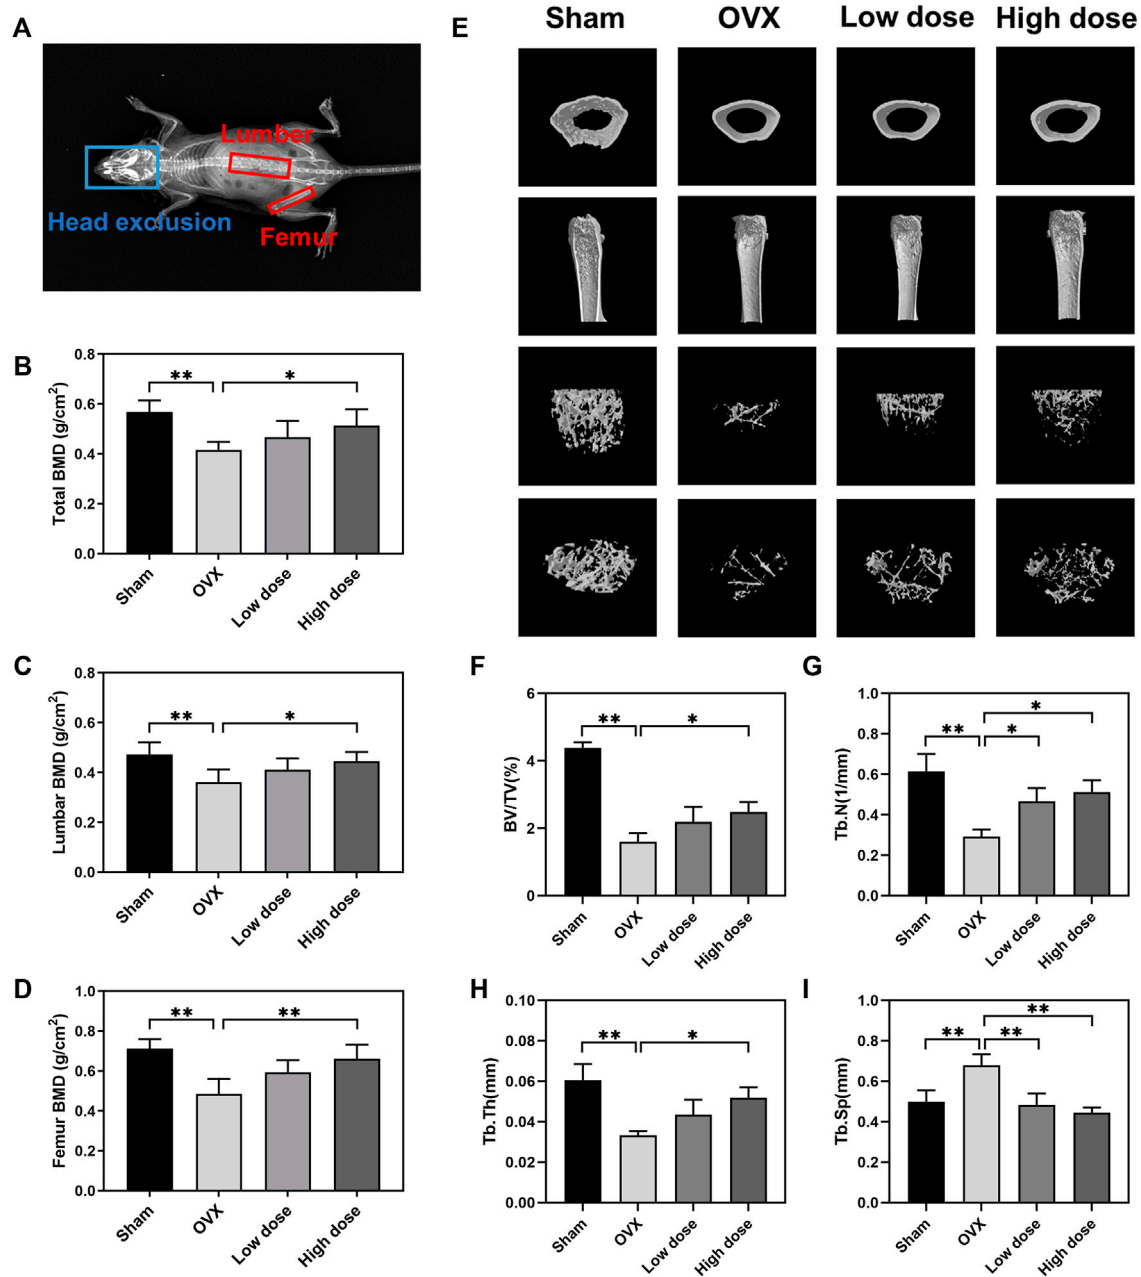 A
Lumber
Head exclusion
Femur
E
Sham OVX Low dose High dose
B
Total BMD (g/cm²)
0.8
0.6
0.4
0.2
0.0
** *
Sham OVX Low dose High dose
C
Lumbar BMD (g/cm²)
0.8
0.6
0.4
0.2
0.0
** *
Sham OVX Low dose High dose
D
Femur BMD (g/cm²)
0.8
0.6
0.4
0.2
0.0
1.0
** **
Sham OVX Low dose High dose
F
BV/TV(%)
6
4
2
0
** *
Sham OVX Low dose High dose
G
Tb.N(1/mm)
1.0
0.8
0.6
0.4
0.2
0.0
*
** *
Sham OVX Low dose High dose
H
Tb.Th(mm)
0.10
0.08
0.06
0.04
0.02
0.00
** *
Sham OVX Low dose High dose
I
Tb.Sp(mm)
1.0
0.8
0.6
0.4
0.2
0.0
**
** **
Sham OVX Low dose High dose